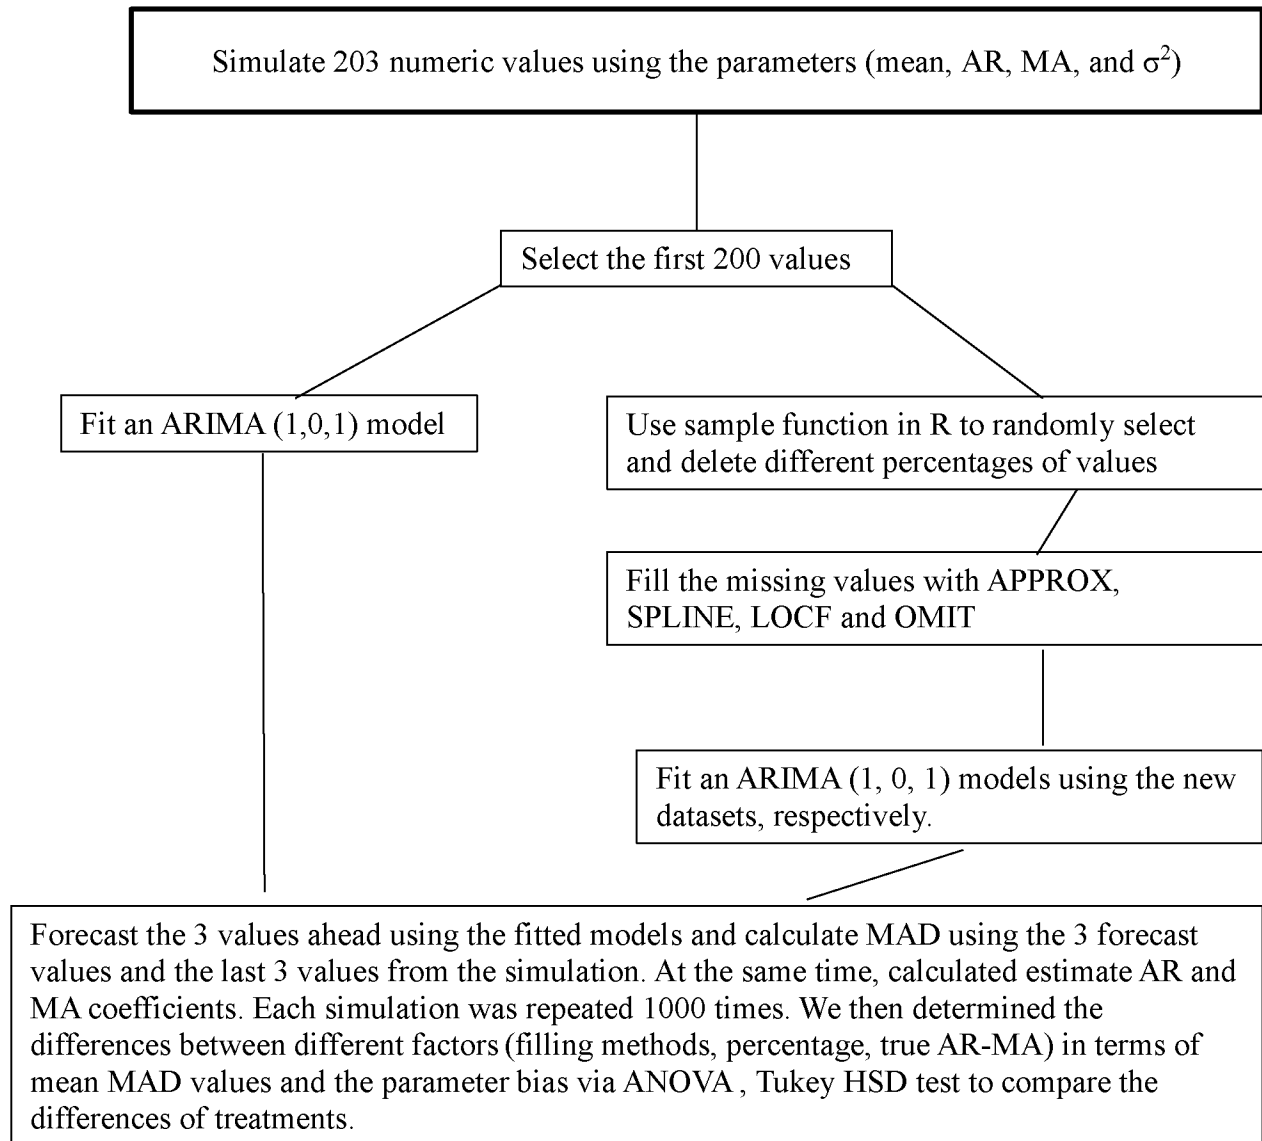 Simulate 203 numeric values using the parameters (mean, AR, MA, and σ²)
Select the first 200 values
Fit an ARIMA (1,0,1) model
Use sample function in R to randomly select
and delete different percentages of values
Fill the missing values with APPROX,
SPLINE, LOCF and OMIT
Fit an ARIMA (1, 0, 1) models using the new
datasets, respectively.
Forecast the 3 values ahead using the fitted models and calculate MAD using the 3 forecast
values and the last 3 values from the simulation. At the same time, calculated estimate AR and
MA coefficients. Each simulation was repeated 1000 times. We then determined the
differences between different factors (filling methods, percentage, true AR-MA) in terms of
mean MAD values and the parameter bias via ANOVA , Tukey HSD test to compare the
differences of treatments.